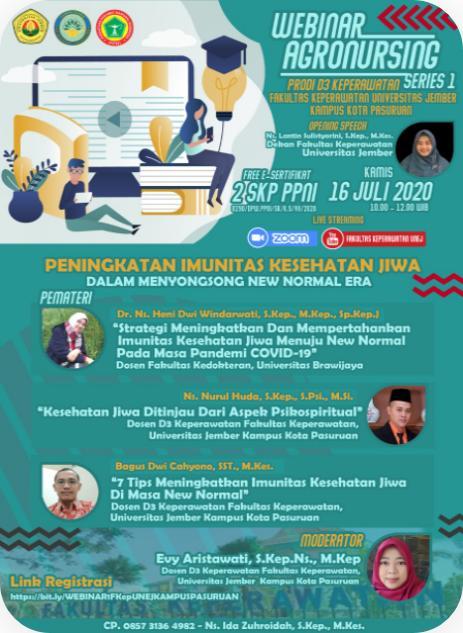 WEBINAR
AGRONURSING
SERIES 1
PRODI D3 KEPERAWATAN
FAKULTAS KEPERAWATAN UNIVERSITAS JEMBER
KAMPUS KOTA PASURUAN
OPENING SPEECH
Ns. Lantin Sulistyorini, S.Kep., M.Kes.
Dekan Fakultas Keperawatan
Universitas Jember
FREE E-SERTIFIKAT
2 SKP PPNI
KAMIS
16 JULI 2020
10.00 - 12.00 WIB
LIVE STREAMING
zoom
You Tube
FAKULTAS KEPERAWATAN UNEJ
PENINGKATAN IMUNITAS KESEHATAN JIWA
DALAM MENYONGSONG NEW NORMAL ERA
PEMATERI
Dr. Ns. Heni Dwi Windarwati, S.Kep., M.Kep., Sp.Kep.J
"Strategi Meningkatkan Dan Mempertahankan
Imunitas Kesehatan Jiwa Menuju New Normal
Pada Masa Pandemi COVID-19"
Dosen Fakultas Kedokteran, Universitas Brawijaya
Ns. Nurul Huda, S.Kep., S.Psi., M.Si.
"Kesehatan Jiwa Ditinjau Dari Aspek Psikospiritual"
Dosen D3 Keperawatan Fakultas Keperawatan,
Universitas Jember Kampus Kota Pasuruan
Bagus Dwi Cahyono, SST., M.Kes.
"7 Tips Meningkatkan Imunitas Kesehatan Jiwa
Di Masa New Normal"
Dosen D3 Keperawatan Fakultas Keperawatan,
Universitas Jember Kampus Kota Pasuruan
MODERATOR
Evy Aristawati, S.Kep.Ns., M.Kep
Dosen D3 Keperawatan Fakultas Keperawatan,
Universitas Jember Kampus Kota Pasuruan
Link Registrasi
https://bit.ly/WEBINAR1FKepUNEJKAMPUSPASURUAN
FAKULTAS KEPERAWATAN
CP. 0857 3136 4982 - Ns. Ida Zuhroidah, S.Kep., M.Kes.